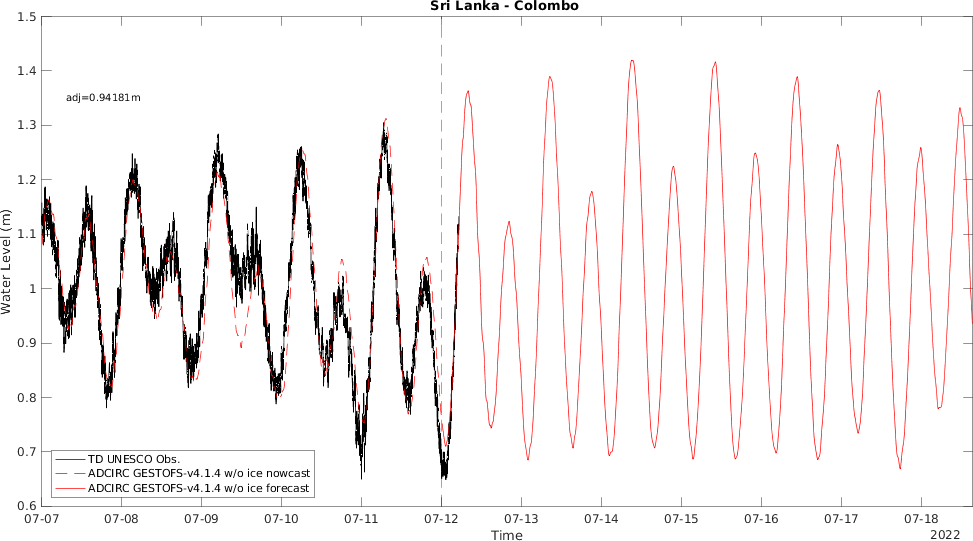 Sri Lanka - Colombo
1.5
1.4
1.3
1.2
1.1
1
0.9
0.8
0.7
0.6
Water Level (m)
adj=0.94181m
TD UNESCO Obs.
ADCIRC GESTOFS-v4.1.4 w/o ice nowcast
ADCIRC GESTOFS-v4.1.4 w/o ice forecast
07-07 07-08 07-09 07-10 07-11 07-12 07-13 07-14 07-15 07-16 07-17 07-18
Time
2022